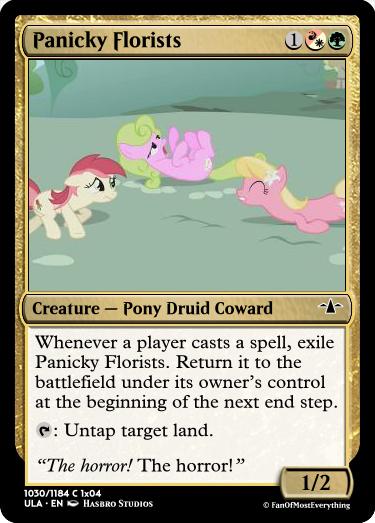 Panicky Florists 1
Creature — Pony Druid Coward
Whenever a player casts a spell, exile
Panicky Florists. Return it to the
battlefield under its owner's control
at the beginning of the next end step.
: Untap target land.
"The horror! The horror!"
1/2
1030/1184 C 1x04
ULA • EN Hasbro Studios
© FanOfMostEverything